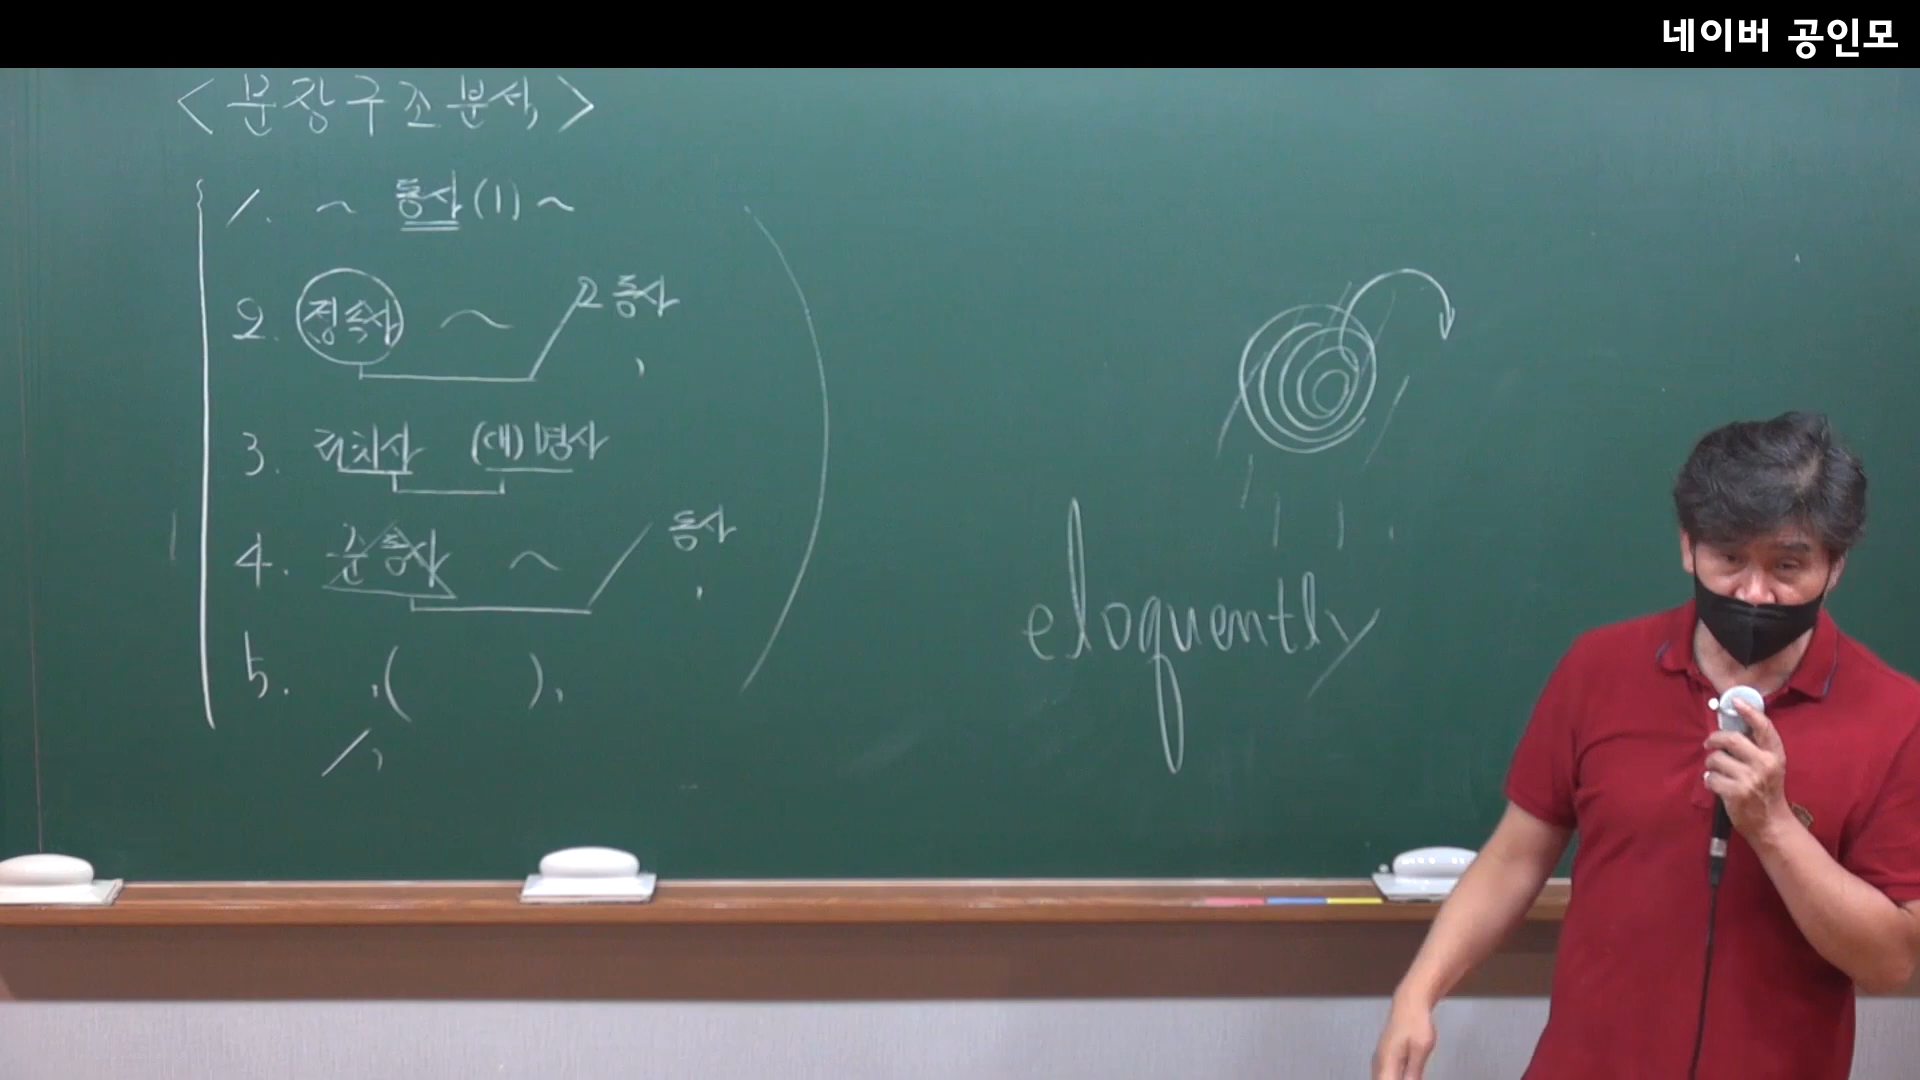 네이버 공인모
<문장구조분석>
1. ~ 동사(1) ~
2. 접속사 ~ 2 동사,
3. 전치사 (대)명사
4. 준동사 ~ 동사,
5. ,( ),
/,
eloquently